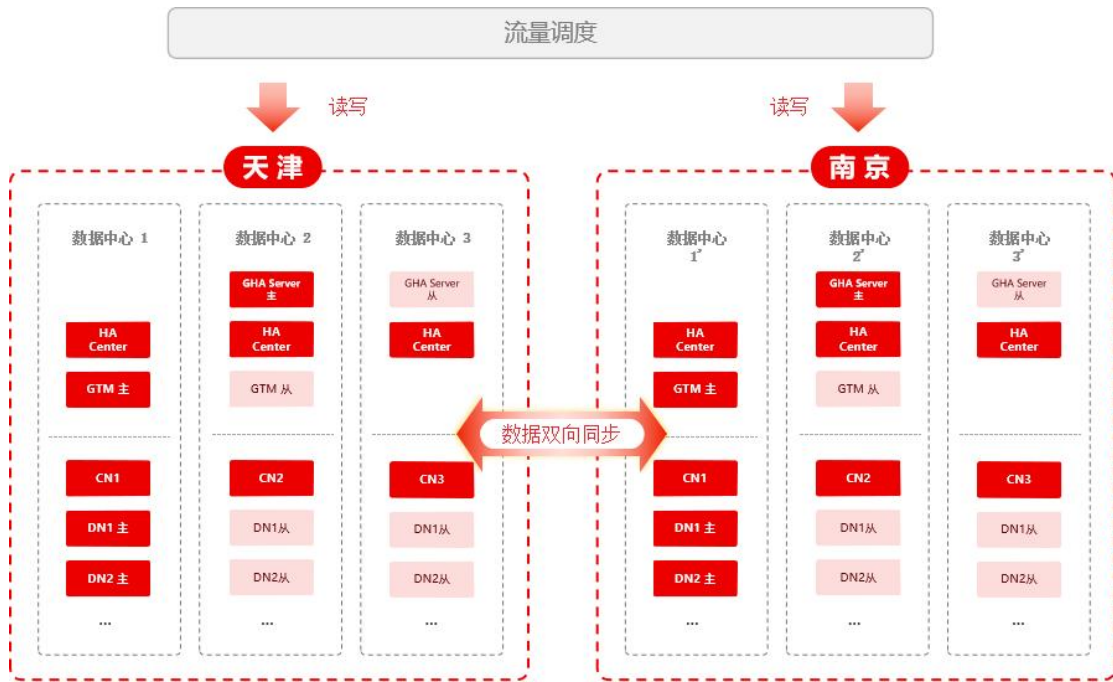 流量调度
读写
读写
天津
南京
数据中心 1
GHA Server
主
数据中心 2
数据中心 3
GHA Server
从
HA
Center
HA
Center
HA
Center
GTM 主
GTM 从
CN1
CN2
CN3
DN1 主
DN1从
DN1从
DN2 主
DN2从
DN2从
...
...
...
数据双向同步
数据中心
1'
数据中心
2'
数据中心
3'
GHA Server
主
GHA Server
从
HA
Center
HA
Center
HA
Center
GTM 主
GTM 从
CN1
CN2
CN3
DN1 主
DN1从
DN1从
DN2 主
DN2从
DN2从
...
...
...